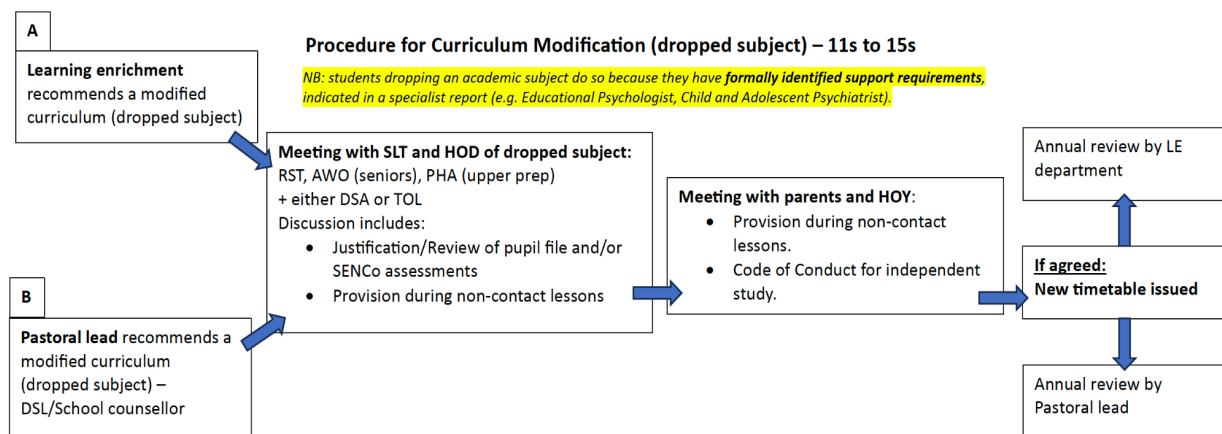 A
Procedure for Curriculum Modification (dropped subject) – 11s to 15s
NB: students dropping an academic subject do so because they have formally identified support requirements,
indicated in a specialist report (e.g. Educational Psychologist, Child and Adolescent Psychiatrist).
Learning enrichment
recommends a modified
curriculum (dropped subject)
B
Pastoral lead recommends a
modified curriculum
(dropped subject) –
DSL/School counsellor
Meeting with SLT and HOD of dropped subject:
RST, AWO (seniors), PHA (upper prep)
+ either DSA or TOL
Discussion includes:
• Justification/Review of pupil file and/or
SENCo assessments
• Provision during non-contact lessons
Meeting with parents and HOY:
• Provision during non-contact
lessons.
• Code of Conduct for independent
study.
Annual review by LE
department
If agreed:
New timetable issued
Annual review by
Pastoral lead